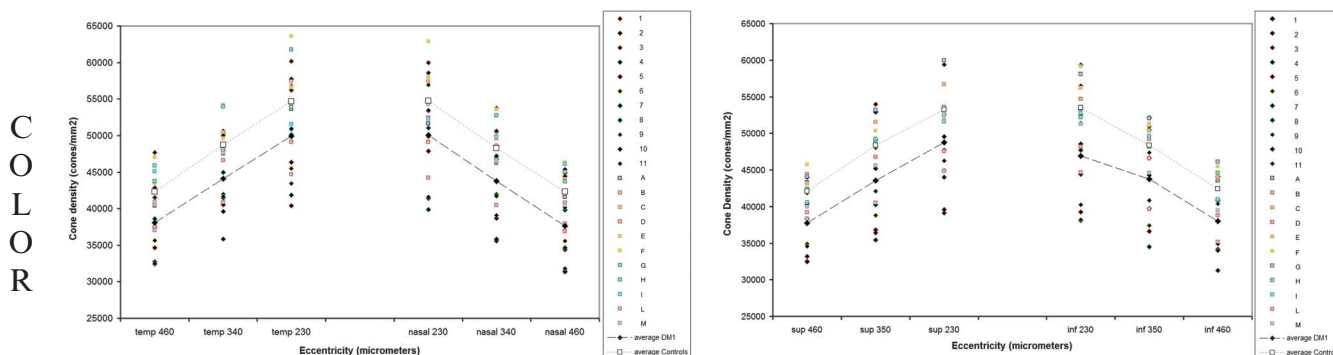 COLOR
65000
60000
55000
50000
45000
40000
35000
30000
25000
Cone density (cones/mm2)
temp 460 temp 340 temp 230 nasal 230 nasal 340 nasal 460
Eccentricity (micrometers)
1
2
3
4
5
6
7
8
9
10
11
A
B
C
D
E
F
G
H
I
L
M
average DM1
average Controls
65000
60000
55000
50000
45000
40000
35000
30000
25000
Cone density (cones/mm2)
sup 460 sup 350 sup 230 inf 230 inf 350 inf 460
Eccentricity (micrometers)
1
2
3
4
5
6
7
8
9
10
11
A
B
C
D
E
F
G
H
I
L
M
average DM1
average Control